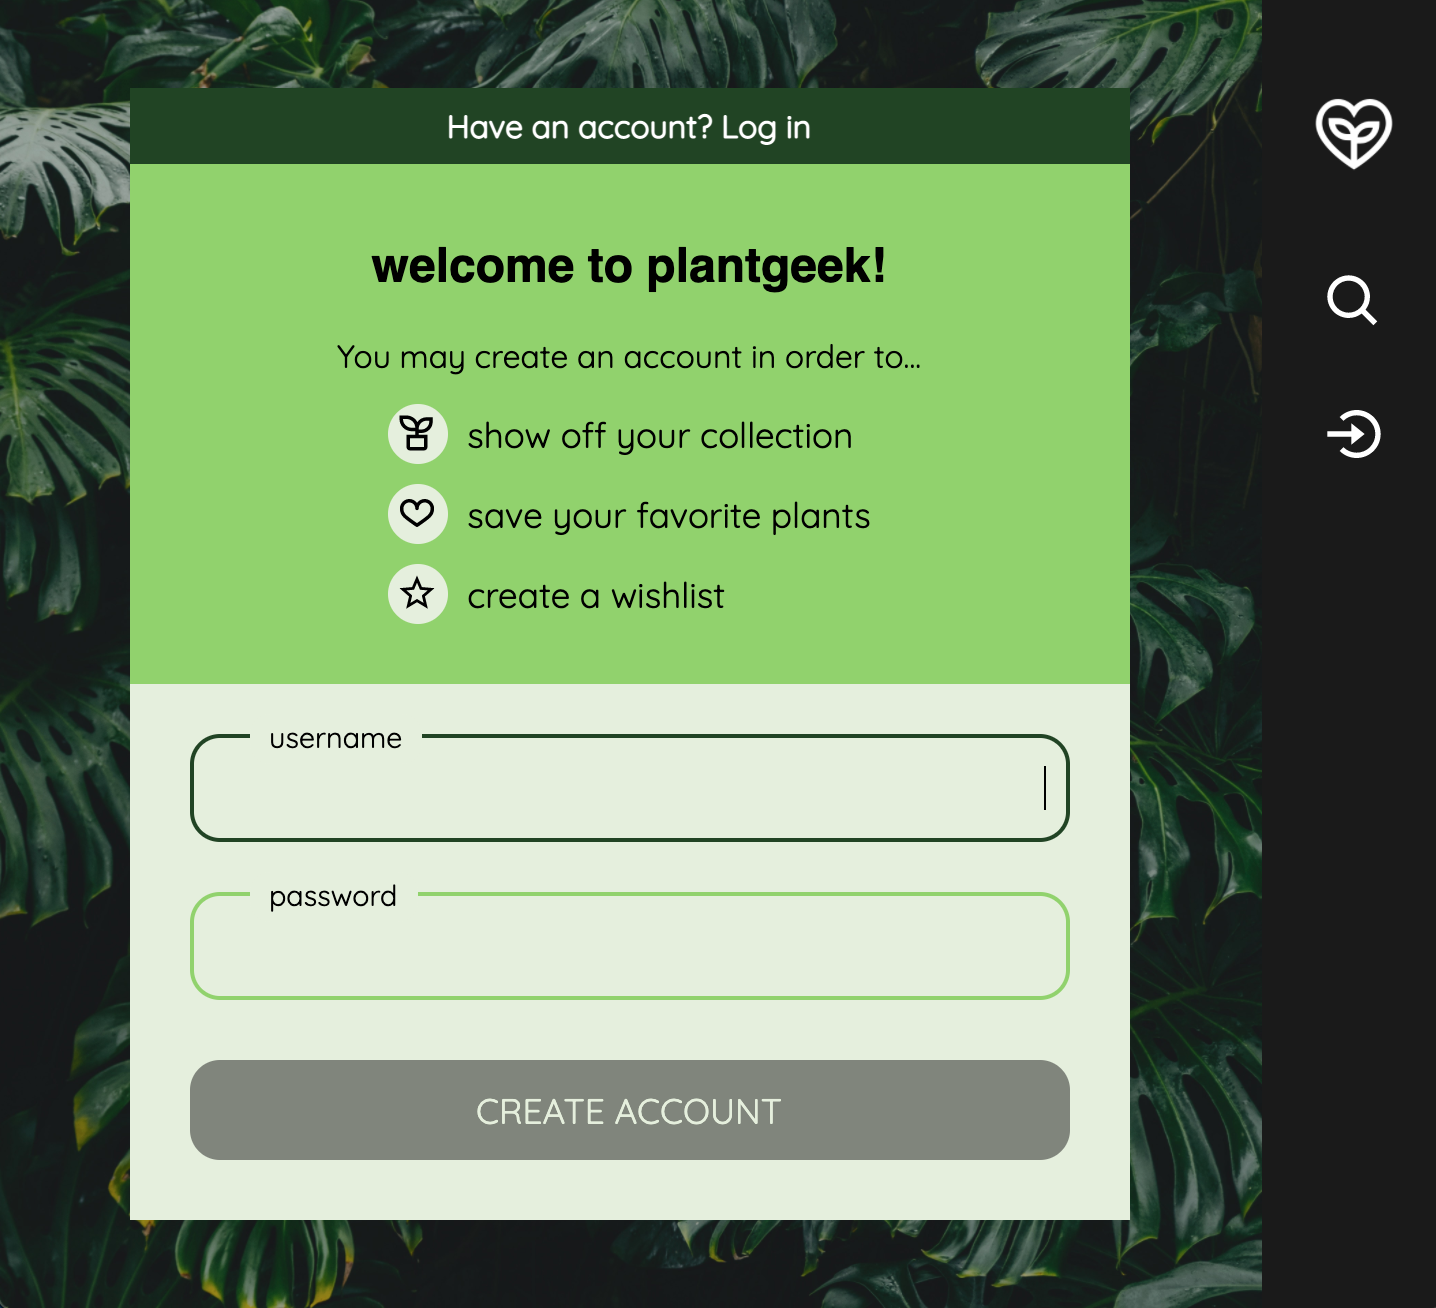 Have an account? Log in
welcome to plantgeek!
You may create an account in order to...
show off your collection
save your favorite plants
create a wishlist
username
password
CREATE ACCOUNT